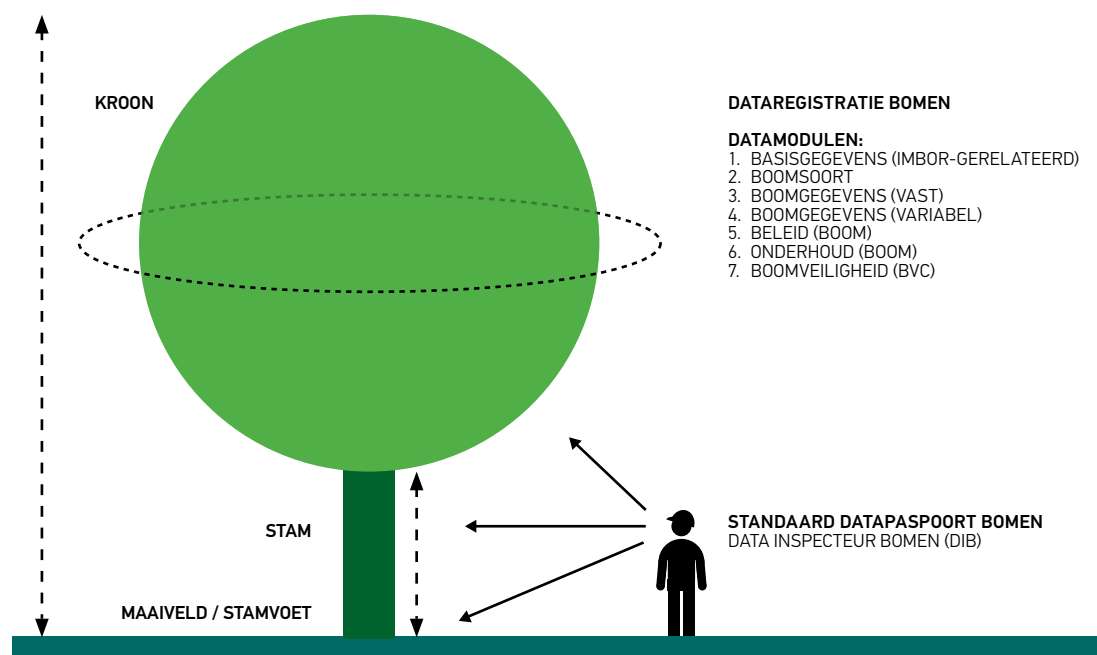 KROON
STAM
MAAIVELD / STAMVOET
DATAREGISTRATIE BOMEN
DATAMODULEN:
1. BASISGEGEVENS (IMBOR-GERELATEERD)
2. BOOMSOORT
3. BOOMGEGEVENS (VAST)
4. BOOMGEGEVENS (VARIABEL)
5. BELEID (BOOM)
6. ONDERHOUD (BOOM)
7. BOOMVEILIGHEID (BVC)
STANDAARD DATAPASPOORT BOMEN
DATA INSPECTEUR BOMEN (DIB)